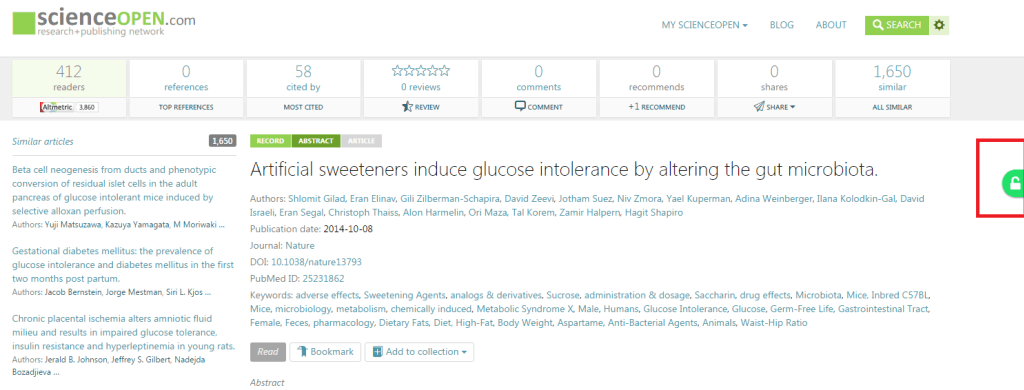 scienceOPEN.com
research+publishing network
MY SCIENCEOPEN
BLOG
ABOUT
SEARCH
412
readers
Altmetric 3,860
0
references
TOP REFERENCES
58
cited by
MOST CITED
0 reviews
REVIEW
0
comments
COMMENT
0
recommends
+1 RECOMMEND
0
shares
SHARE
1,650
similar
ALL SIMILAR
Similar articles 1,650
Beta cell neogenesis from ducts and phenotypic
conversion of residual islet cells in the adult
pancreas of glucose intolerant mice induced by
selective alloxan perfusion.
Authors: Yuji Matsuzawa, Kazuya Yamagata, M Moriwaki ...
Gestational diabetes mellitus: the prevalence of
glucose intolerance and diabetes mellitus in the first
two months post partum.
Authors: Jacob Bernstein, Jorge Mestman, Siri L. Kjos ...
Chronic placental ischemia alters amniotic fluid
milieu and results in impaired glucose tolerance,
insulin resistance and hyperleptinemia in young rats.
Authors: Jerald B. Johnson, Jeffrey S. Gilbert, Nadejda
Bozadjieva ...
RECORD ABSTRACT ARTICLE
Artificial sweeteners induce glucose intolerance by altering the gut microbiota.
Authors: Shlomit Gilad, Eran Elinav, Gili Zilberman-Schapira, David Zeevi, Jotham Suez, Niv Zmora, Yael Kuperman, Adina Weinberger, Ilana Kolodkin-Gal, David
Israeli, Eran Segal, Christoph Thaiss, Alon Harmelin, Ori Maza, Tal Korem, Zamir Halpern, Hagit Shapiro
Publication date: 2014-10-08
Journal: Nature
DOI: 10.1038/nature13793
PubMed ID: 25231862
Keywords: adverse effects, Sweetening Agents, analogs & derivatives, Sucrose, administration & dosage, Saccharin, drug effects, Microbiota, Mice, Inbred C57BL,
Mice, microbiology, metabolism, chemically induced, Metabolic Syndrome X, Male, Humans, Glucose Intolerance, Glucose, Germ-Free Life, Gastrointestinal Tract,
Female, Feces, pharmacology, Dietary Fats, Diet, High-Fat, Body Weight, Aspartame, Anti-Bacterial Agents, Animals, Waist-Hip Ratio
Read
Bookmark
Add to collection
Abstract